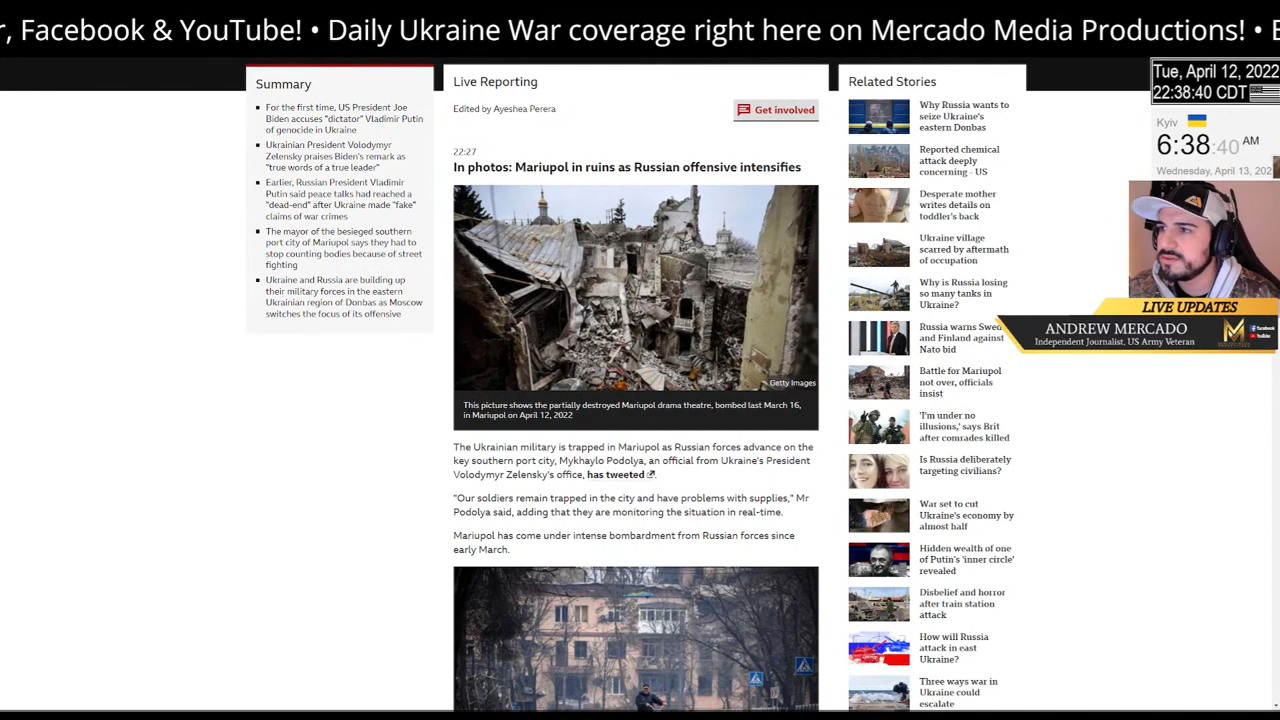 r, Facebook & YouTube! • Daily Ukraine War coverage right here on Mercado Media Productions! • E
Summary
For the first time, US President Joe
Biden accuses "dictator" Vladimir Putin
of genocide in Ukraine
Ukrainian President Volodymyr
Zelensky praises Biden's remark as
"true words of a true leader"
Earlier, Russian President Vladimir
Putin said peace talks had reached a
"dead-end" after Ukraine made "fake"
claims of war crimes
The mayor of the besieged southern
port city of Mariupol says they had to
stop counting bodies because of street
fighting
Ukraine and Russia are building up
their military forces in the eastern
Ukrainian region of Donbas as Moscow
switches the focus of its offensive
Live Reporting
Edited by Ayeshea Perera
Get involved
22:27
In photos: Mariupol in ruins as Russian offensive intensifies
Getty Images
This picture shows the partially destroyed Mariupol drama theatre, bombed last March 16,
in Mariupol on April 12, 2022
The Ukrainian military is trapped in Mariupol as Russian forces advance on the
key southern port city, Mykhaylo Podolya, an official from Ukraine's President
Volodymyr Zelensky's office, has tweeted.
"Our soldiers remain trapped in the city and have problems with supplies," Mr
Podolya said, adding that they are monitoring the situation in real-time.
Mariupol has come under intense bombardment from Russian forces since
early March.
Related Stories
Why Russia wants to
seize Ukraine's
eastern Donbas
Reported chemical
attack deeply
concerning - US
Desperate mother
writes details on
toddler's back
Ukraine village
scarred by aftermath
of occupation
Why is Russia losing
so many tanks in
Ukraine?
Russia warns Swed
and Finland against
Nato bid
Battle for Mariupol
not over, officials
insist
'I'm under no
illusions,' says Brit
after comrades killed
Is Russia deliberately
targeting civilians?
War set to cut
Ukraine's economy by
almost half
Hidden wealth of one
of Putin's 'inner circle'
revealed
Disbelief and horror
after train station
attack
How will Russia
attack in east
Ukraine?
Three ways war in
Ukraine could
escalate
Tue, April 12, 2022
22:38:40 CDT
Kyiv
6:38:40 AM
Wednesday, April 13, 202
LIVE UPDATES
ANDREW MERCADO
Independent Journalist, US Army Veteran
facebook
YouTube